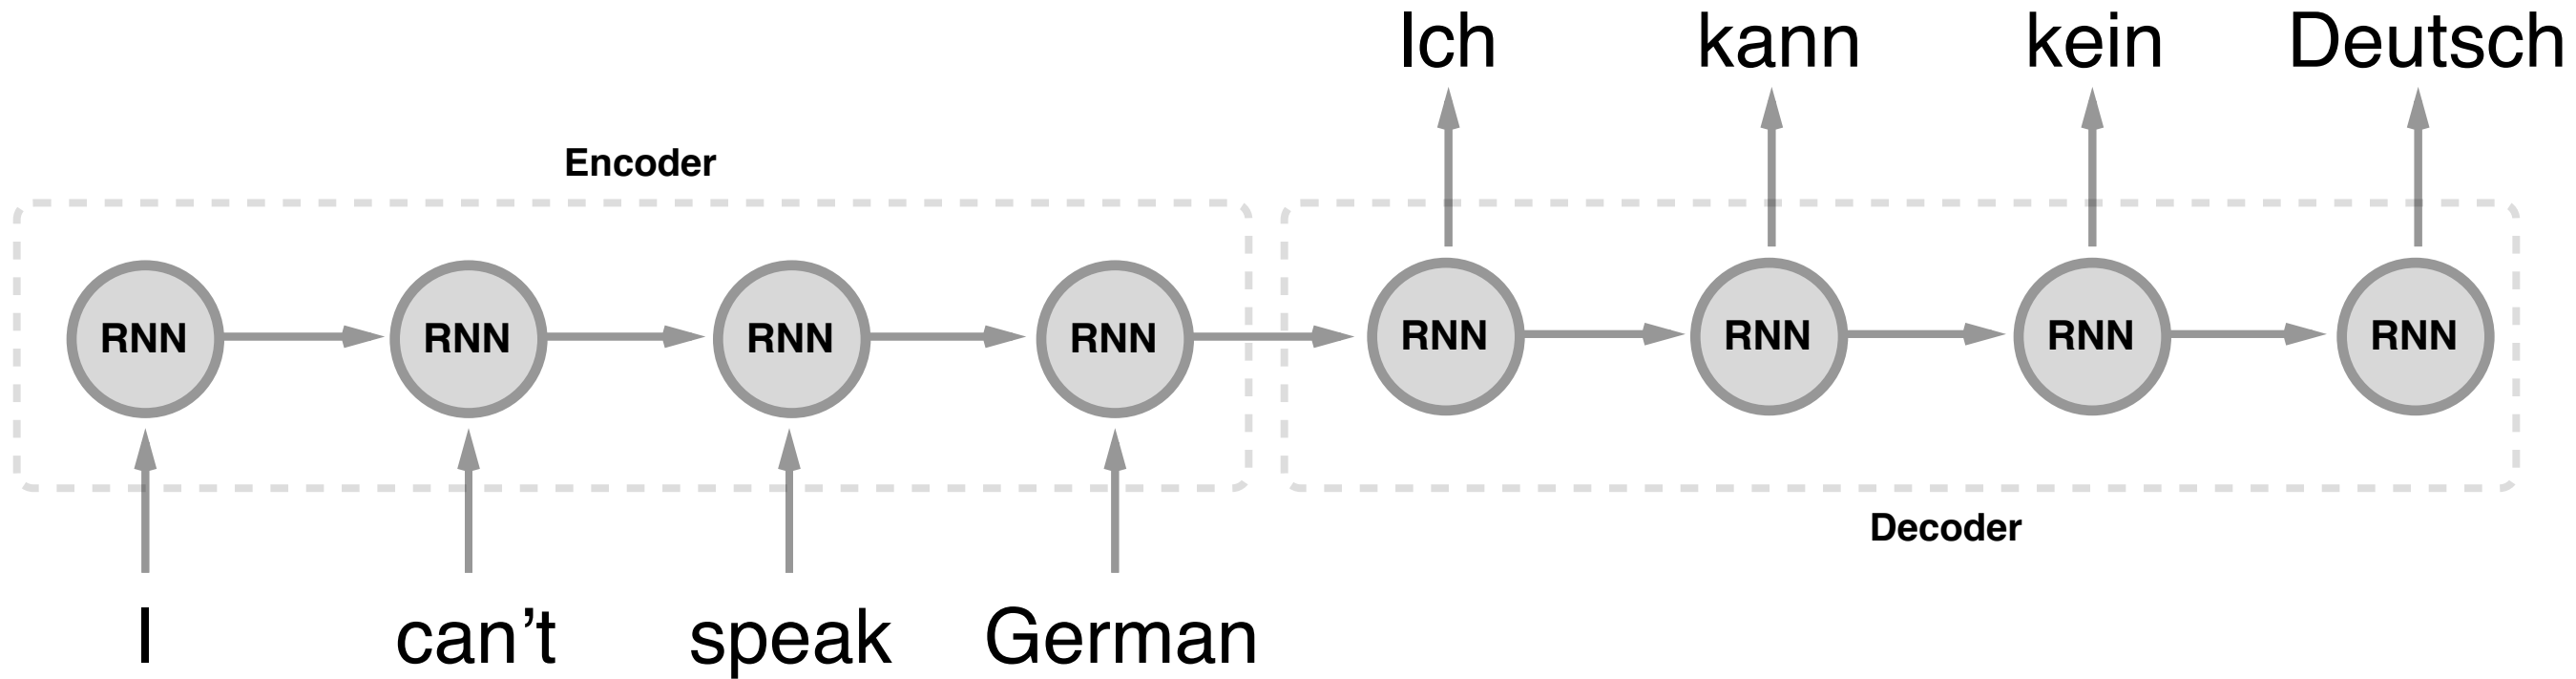 Ich kann kein Deutsch
Encoder
RNN RNN RNN RNN RNN RNN RNN RNN
Decoder
I can't speak German